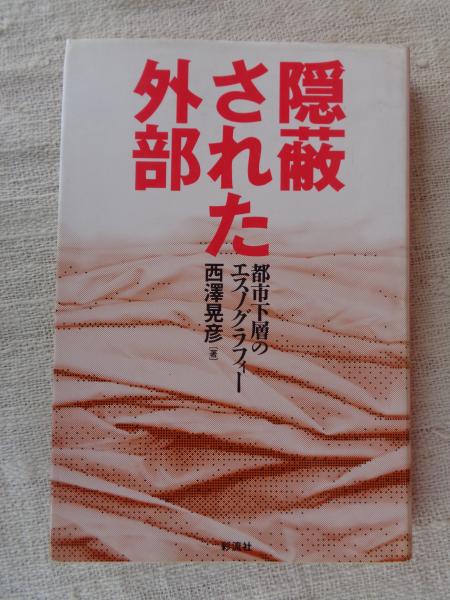 隠蔽
された
外部
都市下層の
エスノグラフィー
西澤晃彦[著]
彩流社